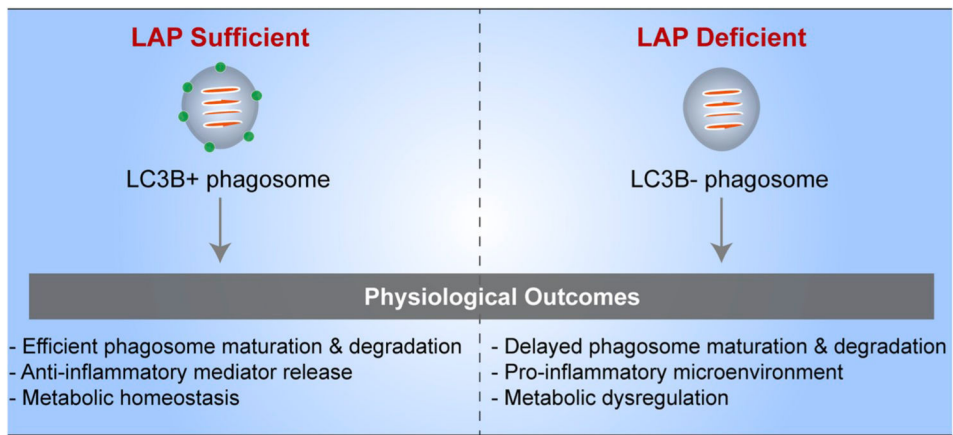 LAP Sufficient
LAP Deficient
LC3B+ phagosome
LC3B- phagosome
Physiological Outcomes
- Efficient phagosome maturation & degradation
- Anti-inflammatory mediator release
- Metabolic homeostasis
- Delayed phagosome maturation & degradation
- Pro-inflammatory microenvironment
- Metabolic dysregulation